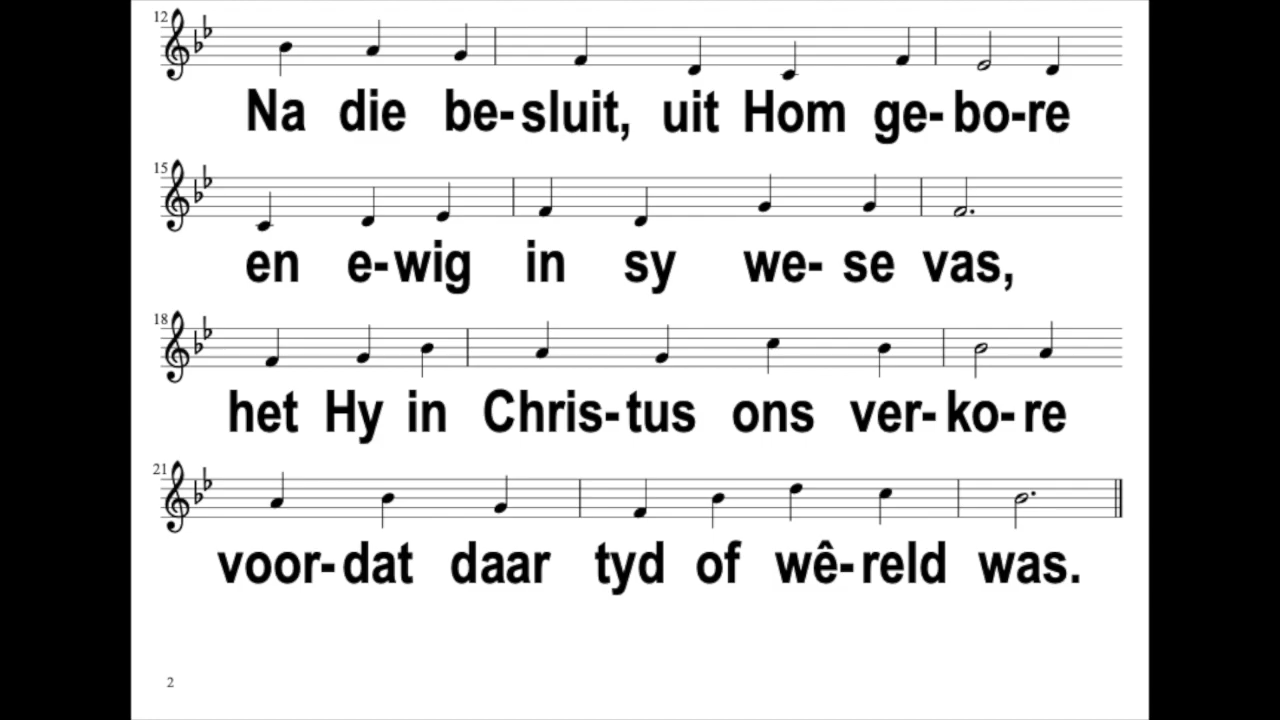 12
Na die be- sluit, uit Hom ge- bo-re
15
en e-wig in sy we- se vas,
18
het Hy in Chris- tus ons ver- ko- re
21
voor- dat daar tyd of wê- reld was.
2